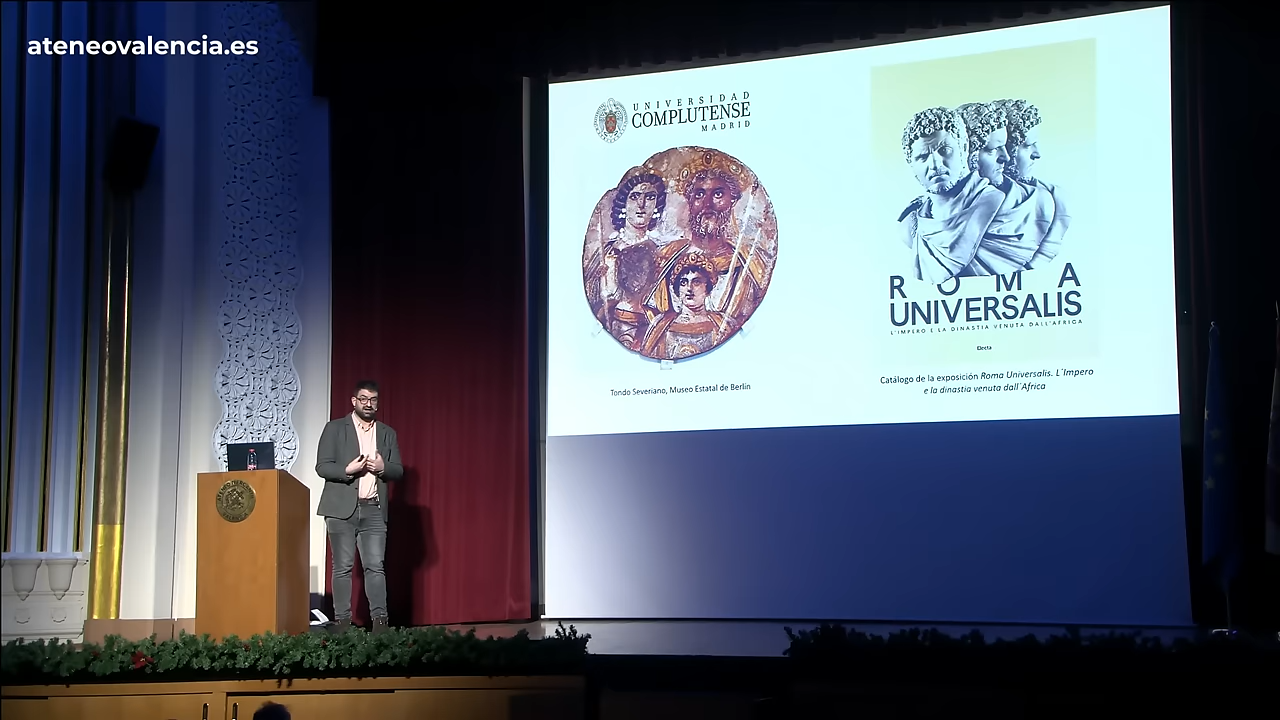 ateneovalencia.es
UNIVERSIDAD
COMPLUTENSE
MADRID
Tondo Severiano, Museo Estatal de Berlín
ROMA
UNIVERSALIS
L'IMPERO E LA DINASTIA VENUTA DALL'AFRICA
Electa
Catálogo de la exposición Roma Universalis. L´Impero
e la dinastia venuta dall´Africa